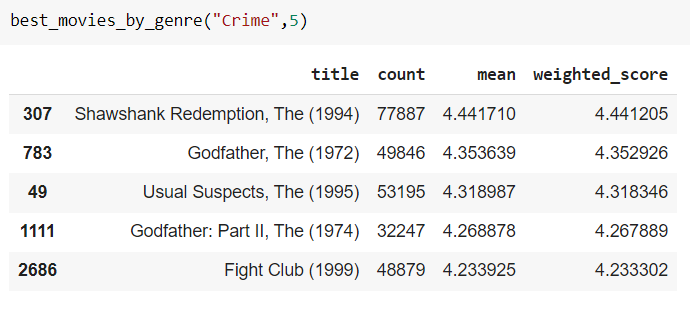 best_movies_by_genre("Crime",5)
title count mean weighted_score
307 Shawshank Redemption, The (1994) 77887 4.441710 4.441205
783 Godfather, The (1972) 49846 4.353639 4.352926
49 Usual Suspects, The (1995) 53195 4.318987 4.318346
1111 Godfather: Part II, The (1974) 32247 4.268878 4.267889
2686 Fight Club (1999) 48879 4.233925 4.233302